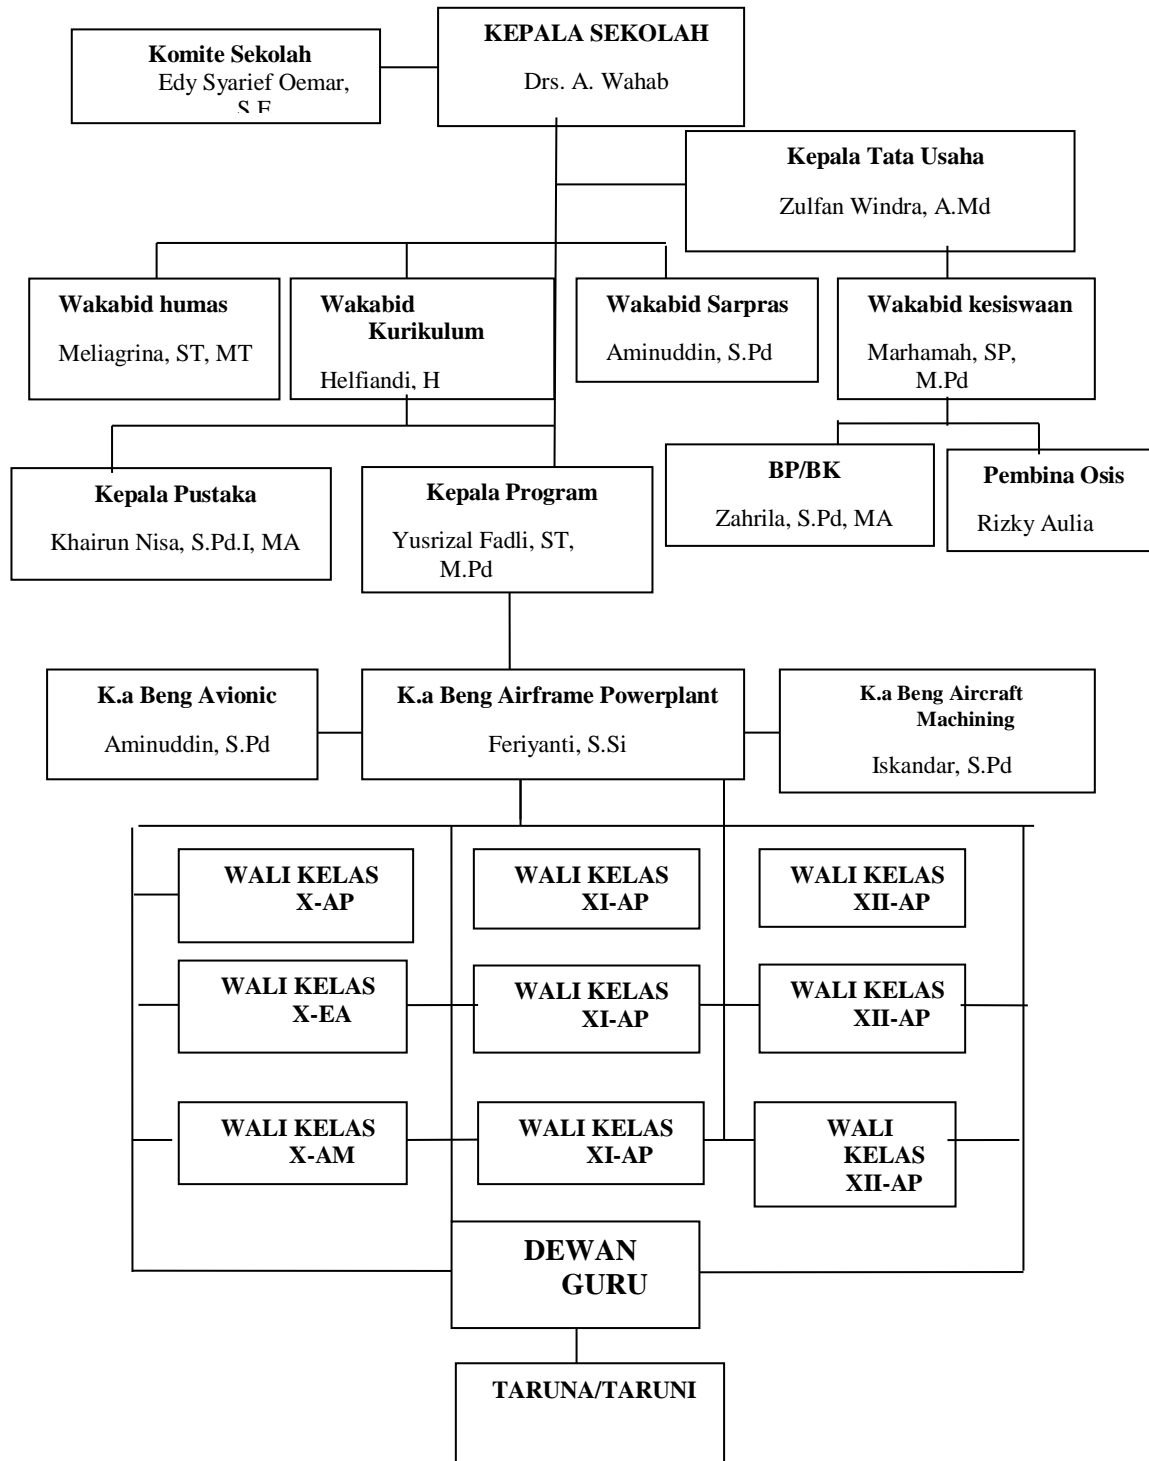 KEPALA SEKOLAH
Drs. A. Wahab
Komite Sekolah
Edy Syarief Oemar,
S.E
Kepala Tata Usaha
Zulfan Windra, A.Md
Wakabid humas
Meliagrina, ST, MT
Wakabid
Kurikulum
Helfiandi, H
Wakabid Sarpras
Aminuddin, S.Pd
Wakabid kesiswaan
Marhamah, SP,
M.Pd
Kepala Pustaka
Khairun Nisa, S.Pd.I, MA
Kepala Program
Yusrizal Fadli, ST,
M.Pd
BP/BK
Zahrila, S.Pd, MA
Pembina Osis
Rizky Aulia
K.a Beng Avionic
Aminuddin, S.Pd
K.a Beng Airframe Powerplant
Feriyanti, S.Si
K.a Beng Aircraft
Machining
Iskandar, S.Pd
WALI KELAS
X-AP
WALI KELAS
XI-AP
WALI KELAS
XII-AP
WALI KELAS
X-EA
WALI KELAS
XI-AP
WALI KELAS
XII-AP
WALI KELAS
X-AM
WALI KELAS
XI-AP
WALI
KELAS
XII-AP
DEWAN
GURU
TARUNA/TARUNI